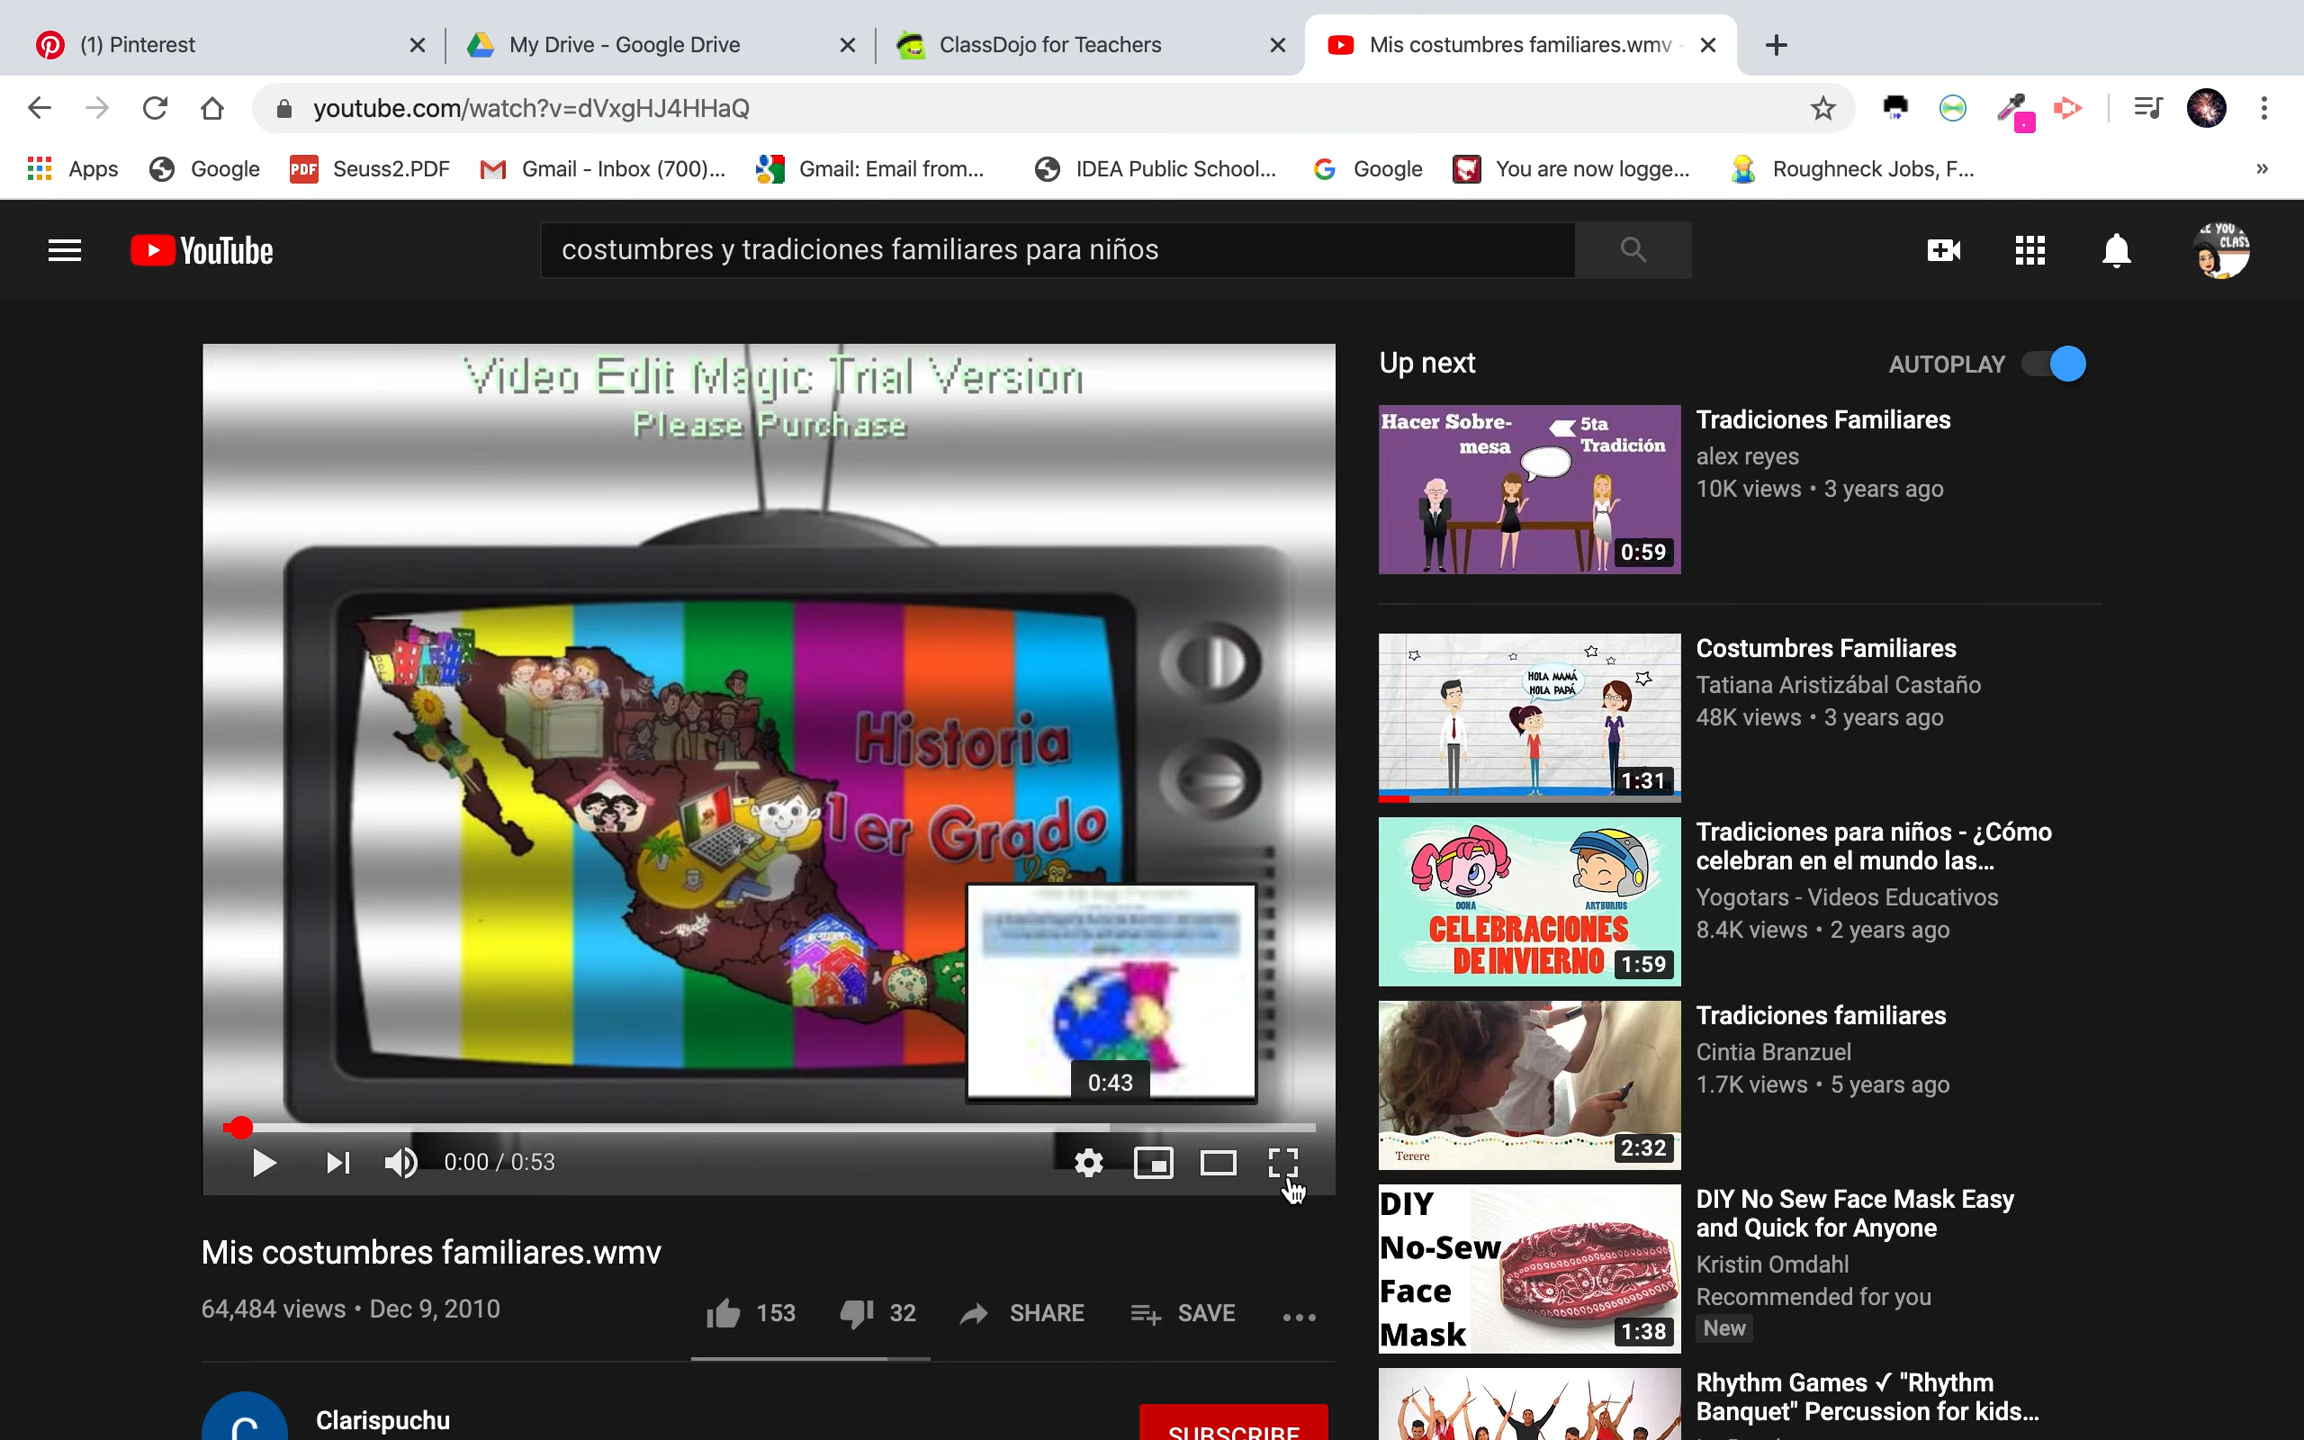 (1) Pinterest
My Drive - Google Drive
ClassDojo for Teachers
Mis costumbres familiares.wmv -
youtube.com/watch?v=dVxgHJ4HHaQ
Apps
Google
PDF
Seuss2.PDF
Gmail - Inbox (700)...
Gmail: Email from...
IDEA Public School...
Google
You are now logge...
Roughneck Jobs, F...
»
YouTube
costumbres y tradiciones familiares para niños
Video Edit Magic Trial Version
Please Purchase
Historia
1er Grado
0:43
0:00 / 0:53
Mis costumbres familiares.wmv
64,484 views • Dec 9, 2010
153
32
SHARE
SAVE
Clarispuchu
SUBSCRIBE
Up next
AUTOPLAY
Hacer Sobre-
mesa
5ta
Tradición
0:59
Tradiciones Familiares
alex reyes
10K views • 3 years ago
HOLA MAMÁ
HOLA PAPÁ
1:31
Costumbres Familiares
Tatiana Aristizábal Castaño
48K views • 3 years ago
OONA
ARTHURIUS
CELEBRACIONES
DE INVIERNO
1:59
Tradiciones para niños - ¿Cómo
celebran en el mundo las...
Yogotars - Videos Educativos
8.4K views • 2 years ago
Terere
2:32
Tradiciones familiares
Cintia Branzuel
1.7K views • 5 years ago
DIY
No-Sew
Face
Mask
1:38
DIY No Sew Face Mask Easy
and Quick for Anyone
Kristin Omdahl
Recommended for you
New
Rhythm Games ✓ "Rhythm
Banquet" Percussion for kids...